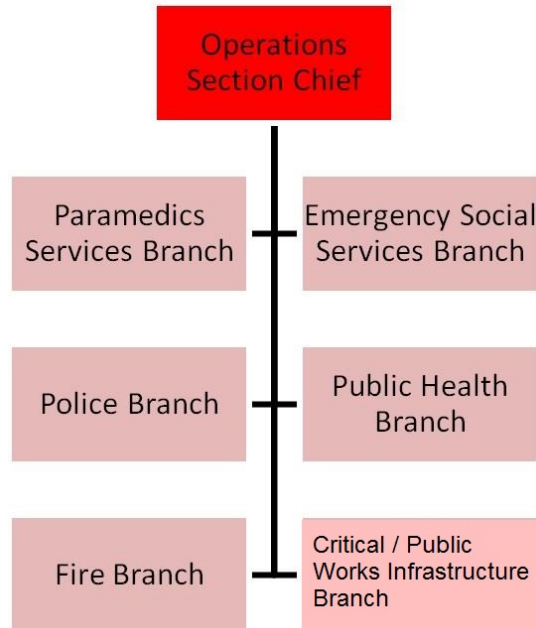 Operations
Section Chief
Paramedics
Services Branch
Emergency Social
Services Branch
Police Branch
Public Health
Branch
Fire Branch
Critical / Public
Works Infrastructure
Branch